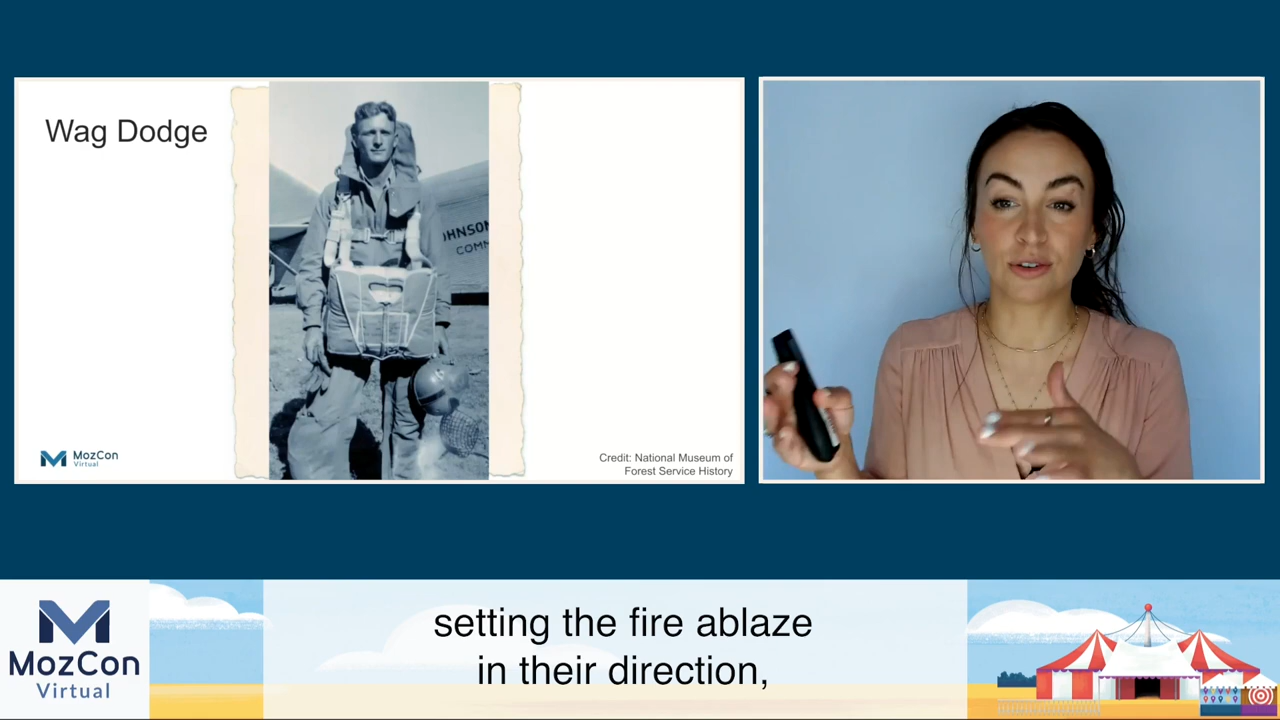 Wag Dodge
HNSON
COMM
MozCon
Virtual
Credit: National Museum of
Forest Service History
setting the fire ablaze
in their direction,
MozCon
Virtual